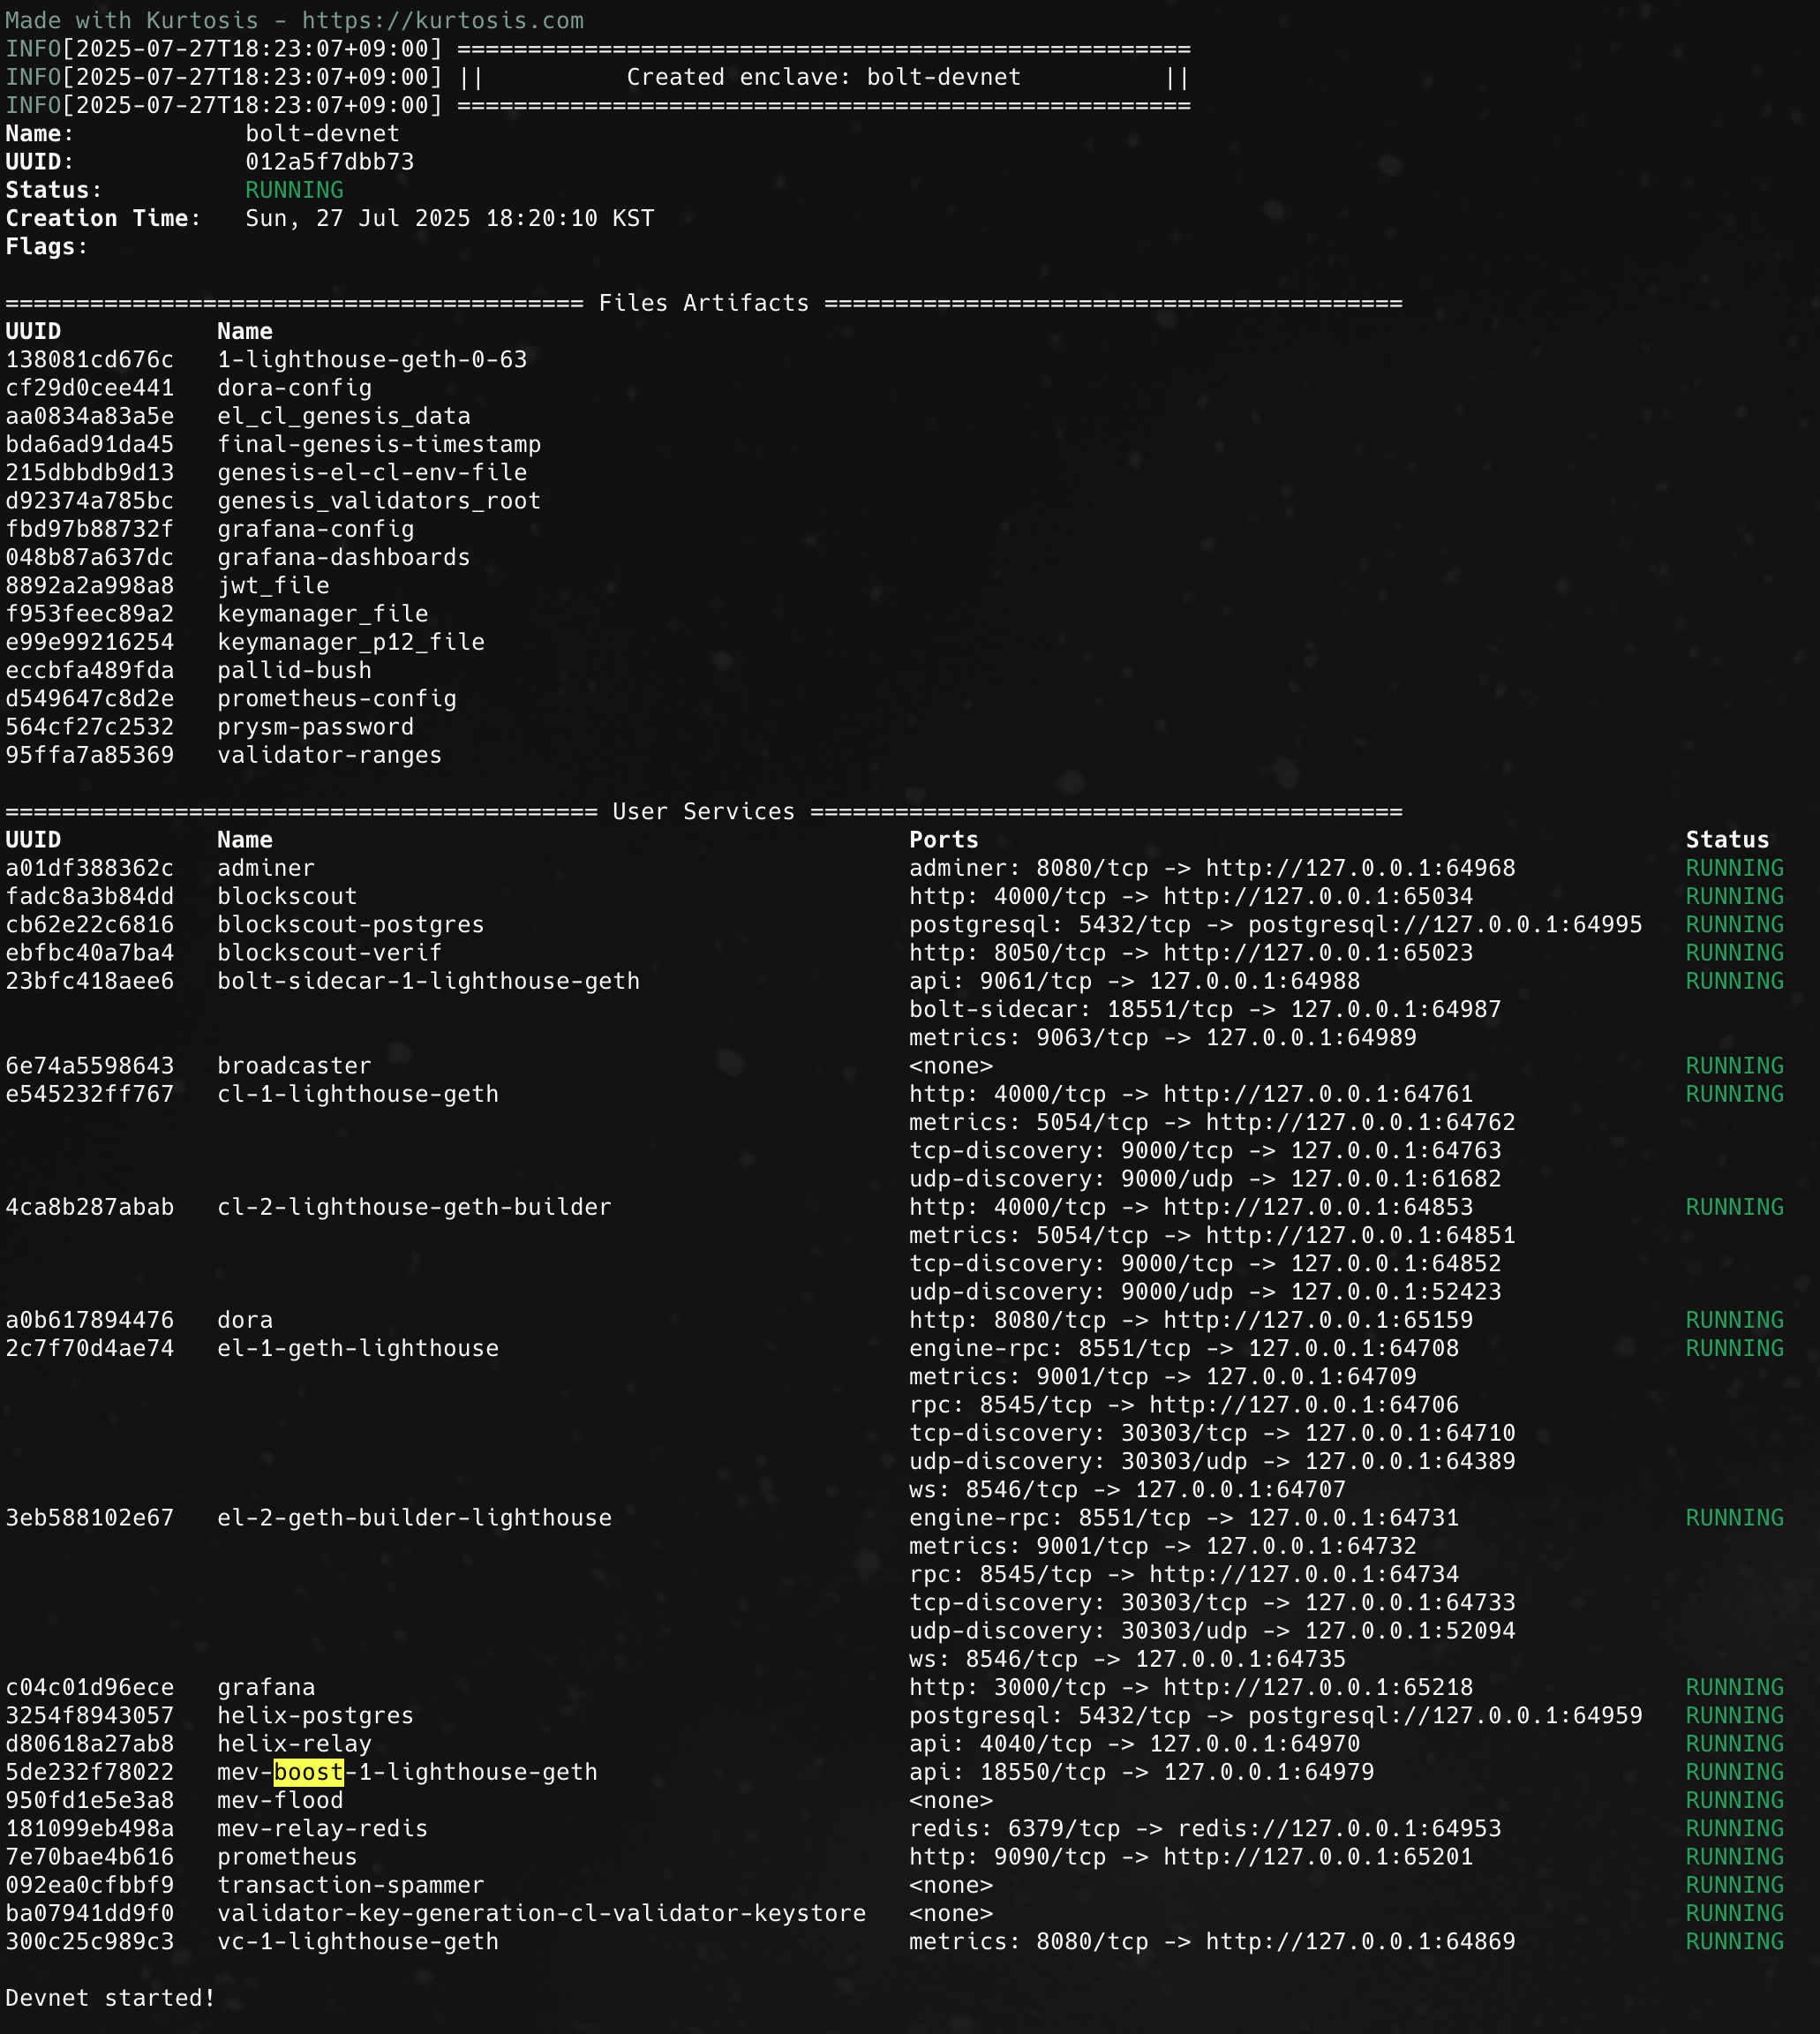 Made with Kurtosis - https://kurtosis.com
INFO[2025-07-27T18:23:07+09:00] ====================================================
INFO[2025-07-27T18:23:07+09:00] ||          Created enclave: bolt-devnet          ||
INFO[2025-07-27T18:23:07+09:00] ====================================================
Name:            bolt-devnet
UUID:            012a5f7dbb73
Status:          RUNNING
Creation Time:   Sun, 27 Jul 2025 18:20:10 KST
Flags:
========================================= Files Artifacts =========================================
UUID           Name
138081cd676c   1-lighthouse-geth-0-63
cf29d0cee441   dora-config
aa0834a83a5e   el_cl_genesis_data
bda6ad91da45   final-genesis-timestamp
215dbbdb9d13   genesis-el-cl-env-file
d92374a785bc   genesis_validators_root
fbd97b88732f   grafana-config
048b87a637dc   grafana-dashboards
8892a2a998a8   jwt_file
f953feec89a2   keymanager_file
e99e99216254   keymanager_p12_file
eccbfa489fda   pallid-bush
d549647c8d2e   prometheus-config
564cf27c2532   prysm-password
95ffa7a85369   validator-ranges
========================================== User Services ==========================================
UUID           Name                                             Ports                                                  Status
a01df388362c   adminer                                          adminer: 8080/tcp -> http://127.0.0.1:64968            RUNNING
fadc8a3b84dd   blockscout                                       http: 4000/tcp -> http://127.0.0.1:65034               RUNNING
cb62e22c6816   blockscout-postgres                              postgresql: 5432/tcp -> postgresql://127.0.0.1:64995   RUNNING
ebfbc40a7ba4   blockscout-verif                                 http: 8050/tcp -> http://127.0.0.1:65023               RUNNING
23bfc418aee6   bolt-sidecar-1-lighthouse-geth                   api: 9061/tcp -> 127.0.0.1:64988                       RUNNING
                                                                bolt-sidecar: 18551/tcp -> 127.0.0.1:64987
                                                                metrics: 9063/tcp -> 127.0.0.1:64989
6e74a5598643   broadcaster                                      <none>                                                 RUNNING
e545232ff767   cl-1-lighthouse-geth                             http: 4000/tcp -> http://127.0.0.1:64761               RUNNING
                                                                metrics: 5054/tcp -> http://127.0.0.1:64762
                                                                tcp-discovery: 9000/tcp -> 127.0.0.1:64763
                                                                udp-discovery: 9000/udp -> 127.0.0.1:61682
4ca8b287abab   cl-2-lighthouse-geth-builder                     http: 4000/tcp -> http://127.0.0.1:64853               RUNNING
                                                                metrics: 5054/tcp -> http://127.0.0.1:64851
                                                                tcp-discovery: 9000/tcp -> 127.0.0.1:64852
                                                                udp-discovery: 9000/udp -> 127.0.0.1:52423
a0b617894476   dora                                             http: 8080/tcp -> http://127.0.0.1:65159               RUNNING
2c7f70d4ae74   el-1-geth-lighthouse                             engine-rpc: 8551/tcp -> 127.0.0.1:64708                RUNNING
                                                                metrics: 9001/tcp -> 127.0.0.1:64709
                                                                rpc: 8545/tcp -> http://127.0.0.1:64706
                                                                tcp-discovery: 30303/tcp -> 127.0.0.1:64710
                                                                udp-discovery: 30303/udp -> 127.0.0.1:64389
                                                                ws: 8546/tcp -> 127.0.0.1:64707
3eb588102e67   el-2-geth-builder-lighthouse                     engine-rpc: 8551/tcp -> 127.0.0.1:64731                RUNNING
                                                                metrics: 9001/tcp -> 127.0.0.1:64732
                                                                rpc: 8545/tcp -> http://127.0.0.1:64734
                                                                tcp-discovery: 30303/tcp -> 127.0.0.1:64733
                                                                udp-discovery: 30303/udp -> 127.0.0.1:52094
                                                                ws: 8546/tcp -> 127.0.0.1:64735
c04c01d96ece   grafana                                          http: 3000/tcp -> http://127.0.0.1:65218               RUNNING
3254f8943057   helix-postgres                                   postgresql: 5432/tcp -> postgresql://127.0.0.1:64959   RUNNING
d80618a27ab8   helix-relay                                      api: 4040/tcp -> 127.0.0.1:64970                       RUNNING
5de232f78022   mev-boost-1-lighthouse-geth                      api: 18550/tcp -> 127.0.0.1:64979                      RUNNING
950fd1e5e3a8   mev-flood                                        <none>                                                 RUNNING
181099eb498a   mev-relay-redis                                  redis: 6379/tcp -> redis://127.0.0.1:64953             RUNNING
7e70bae4b616   prometheus                                       http: 9090/tcp -> http://127.0.0.1:65201               RUNNING
092ea0cfbbf9   transaction-spammer                              <none>                                                 RUNNING
ba07941dd9f0   validator-key-generation-cl-validator-keystore   <none>                                                 RUNNING
300c25c989c3   vc-1-lighthouse-geth                             metrics: 8080/tcp -> http://127.0.0.1:64869            RUNNING
Devnet started!